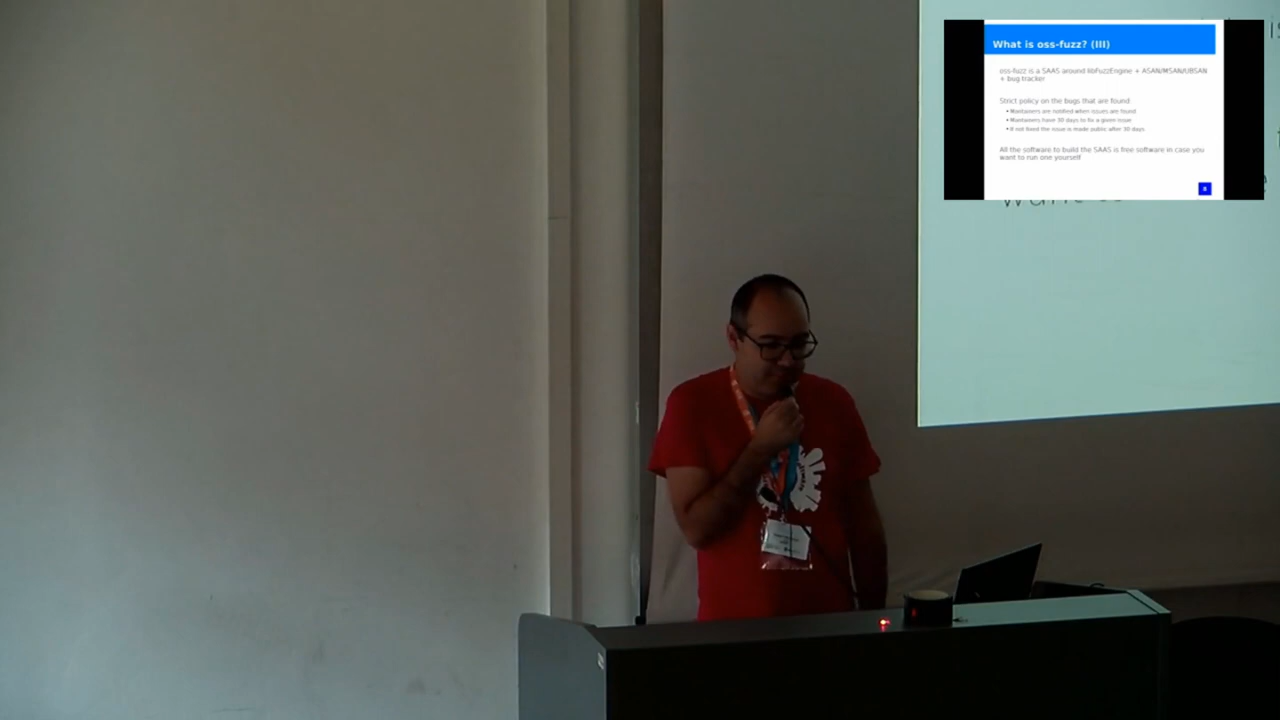 What is oss-fuzz? (III)
oss-fuzz is a SAAS around libFuzzEngine + ASAN/MSAN/UBSAN
+ bug tracker
Strict policy on the bugs that are found
• Maintainers are notified when issues are found
• Maintainers have 30 days to fix a given issue
• If not fixed the issue is made public after 30 days
All the software to build the SAAS is free software in case you
want to run one yourself
8